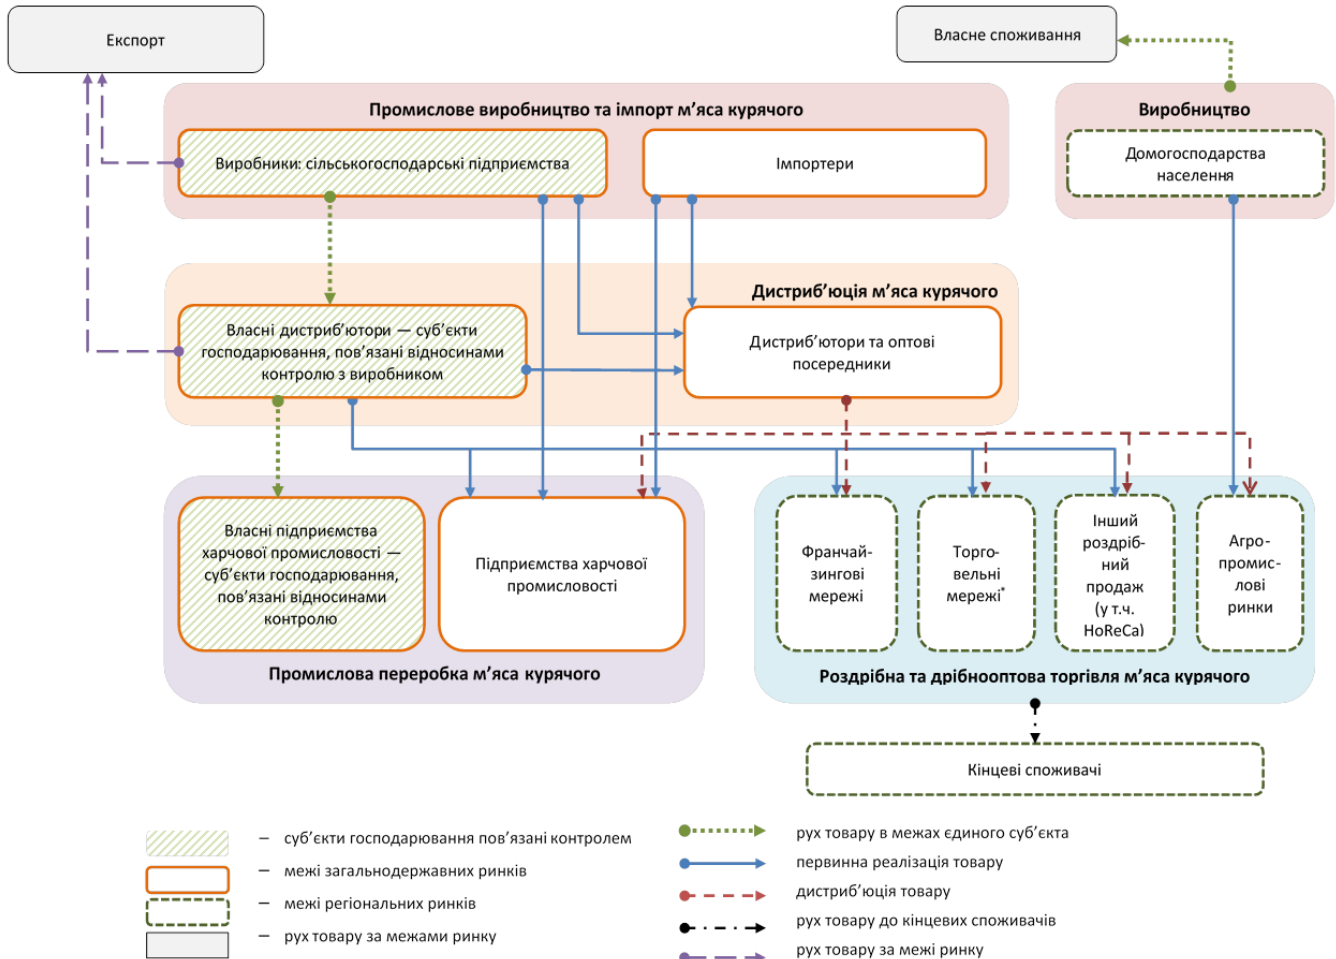 Експорт
Власне споживання
Промислове виробництво та імпорт м’яса курячого
Виробництво
Виробники: сільськогосподарські підприємства
Імпортери
Домогосподарства
населення
Дистриб’юція м’яса курячого
Власні дистриб’ютори — суб’єкти
господарювання, пов’язані відносинами
контролю з виробником
Дистриб’ютори та оптові
посередники
Власні підприємства
харчової промисловості —
суб’єкти господарювання,
пов’язані відносинами
контролю
Підприємства харчової
промисловості
Франчай-
зингові
мережі
Торго-
вельні
мережі*
Інший
роздріб-
ний
продаж
(у т.ч.
HoReCa)
Агро-
промис-
лові
ринки
Промислова переробка м’яса курячого
Роздрібна та дрібнооптова торгівля м’яса курячого
Кінцеві споживачі
– суб’єкти господарювання пов’язані контролем
– межі загальнодержавних ринків
– межі регіональних ринків
– рух товару за межами ринку
рух товару в межах єдиного суб’єкта
первинна реалізація товару
дистриб’юція товару
рух товару до кінцевих споживачів
рух товару за межі ринку